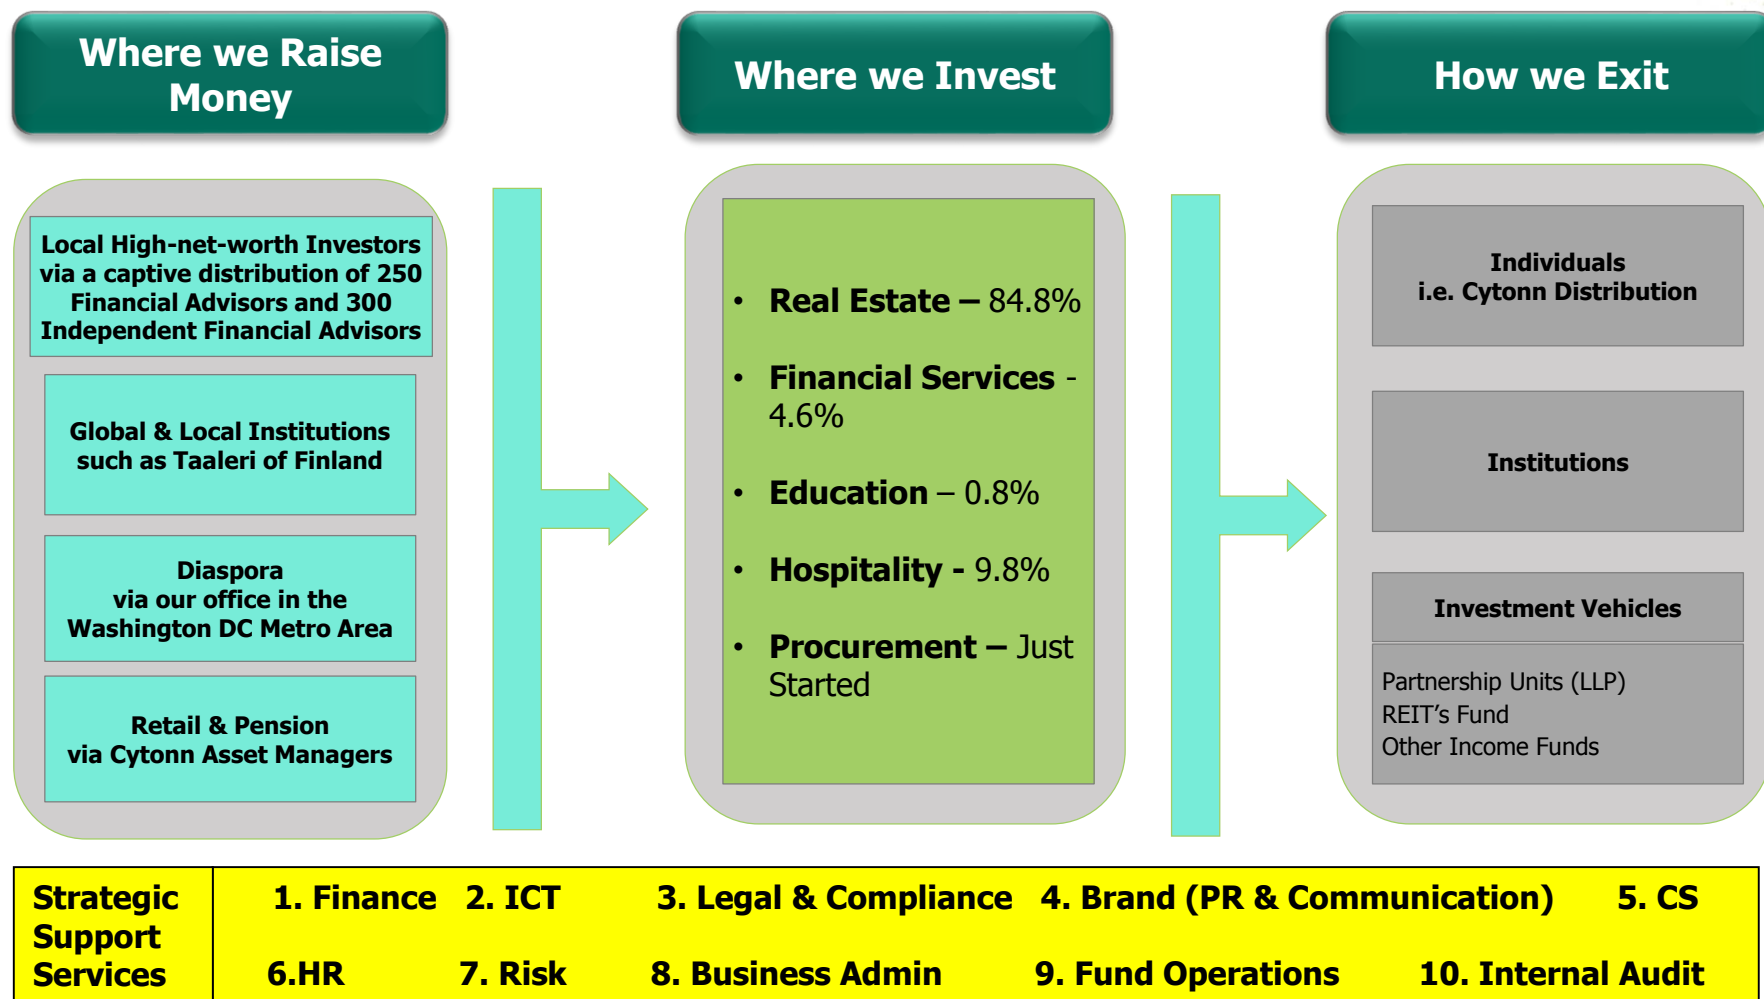 Where we Raise
Money
Where we Invest
How we Exit
Local High-net-worth Investors
via a captive distribution of 250
Financial Advisors and 300
Independent Financial Advisors
Global & Local Institutions
such as Taaleri of Finland
Diaspora
via our office in the
Washington DC Metro Area
Retail & Pension
via Cytonn Asset Managers
• Real Estate – 84.8%
• Financial Services -
4.6%
• Education – 0.8%
• Hospitality - 9.8%
• Procurement – Just
Started
Individuals
i.e. Cytonn Distribution
Institutions
Investment Vehicles
Partnership Units (LLP)
REIT’s Fund
Other Income Funds
Strategic
Support
Services
1. Finance 2. ICT 3. Legal & Compliance 4. Brand (PR & Communication) 5. CS
6.HR 7. Risk 8. Business Admin 9. Fund Operations 10. Internal Audit